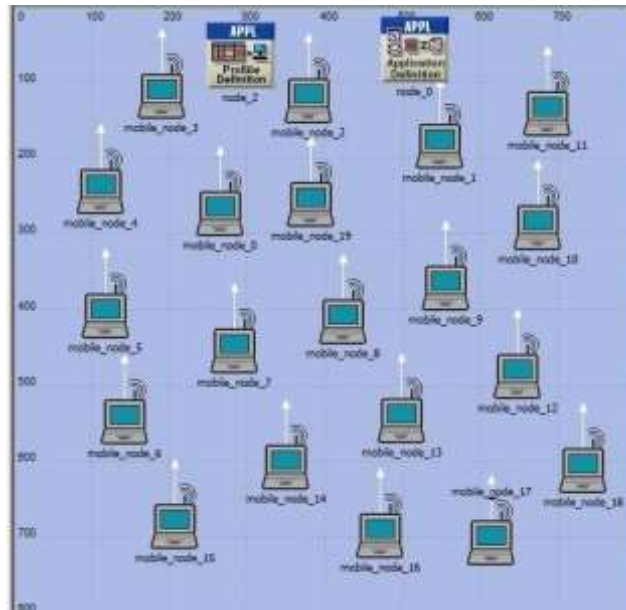 0
100
200
300
400
500
600
700
APPL
Profile
Definition
node_2
APPL
Application
Definition
node_0
100
mobile_node_3
mobile_node_2
mobile_node_1
mobile_node_11
200
mobile_node_4
mobile_node_0
mobile_node_19
mobile_node_10
300
mobile_node_5
mobile_node_7
mobile_node_8
mobile_node_9
400
mobile_node_6
mobile_node_12
500
mobile_node_13
mobile_node_14
mobile_node_17
mobile_node_18
600
mobile_node_15
mobile_node_16
700
800